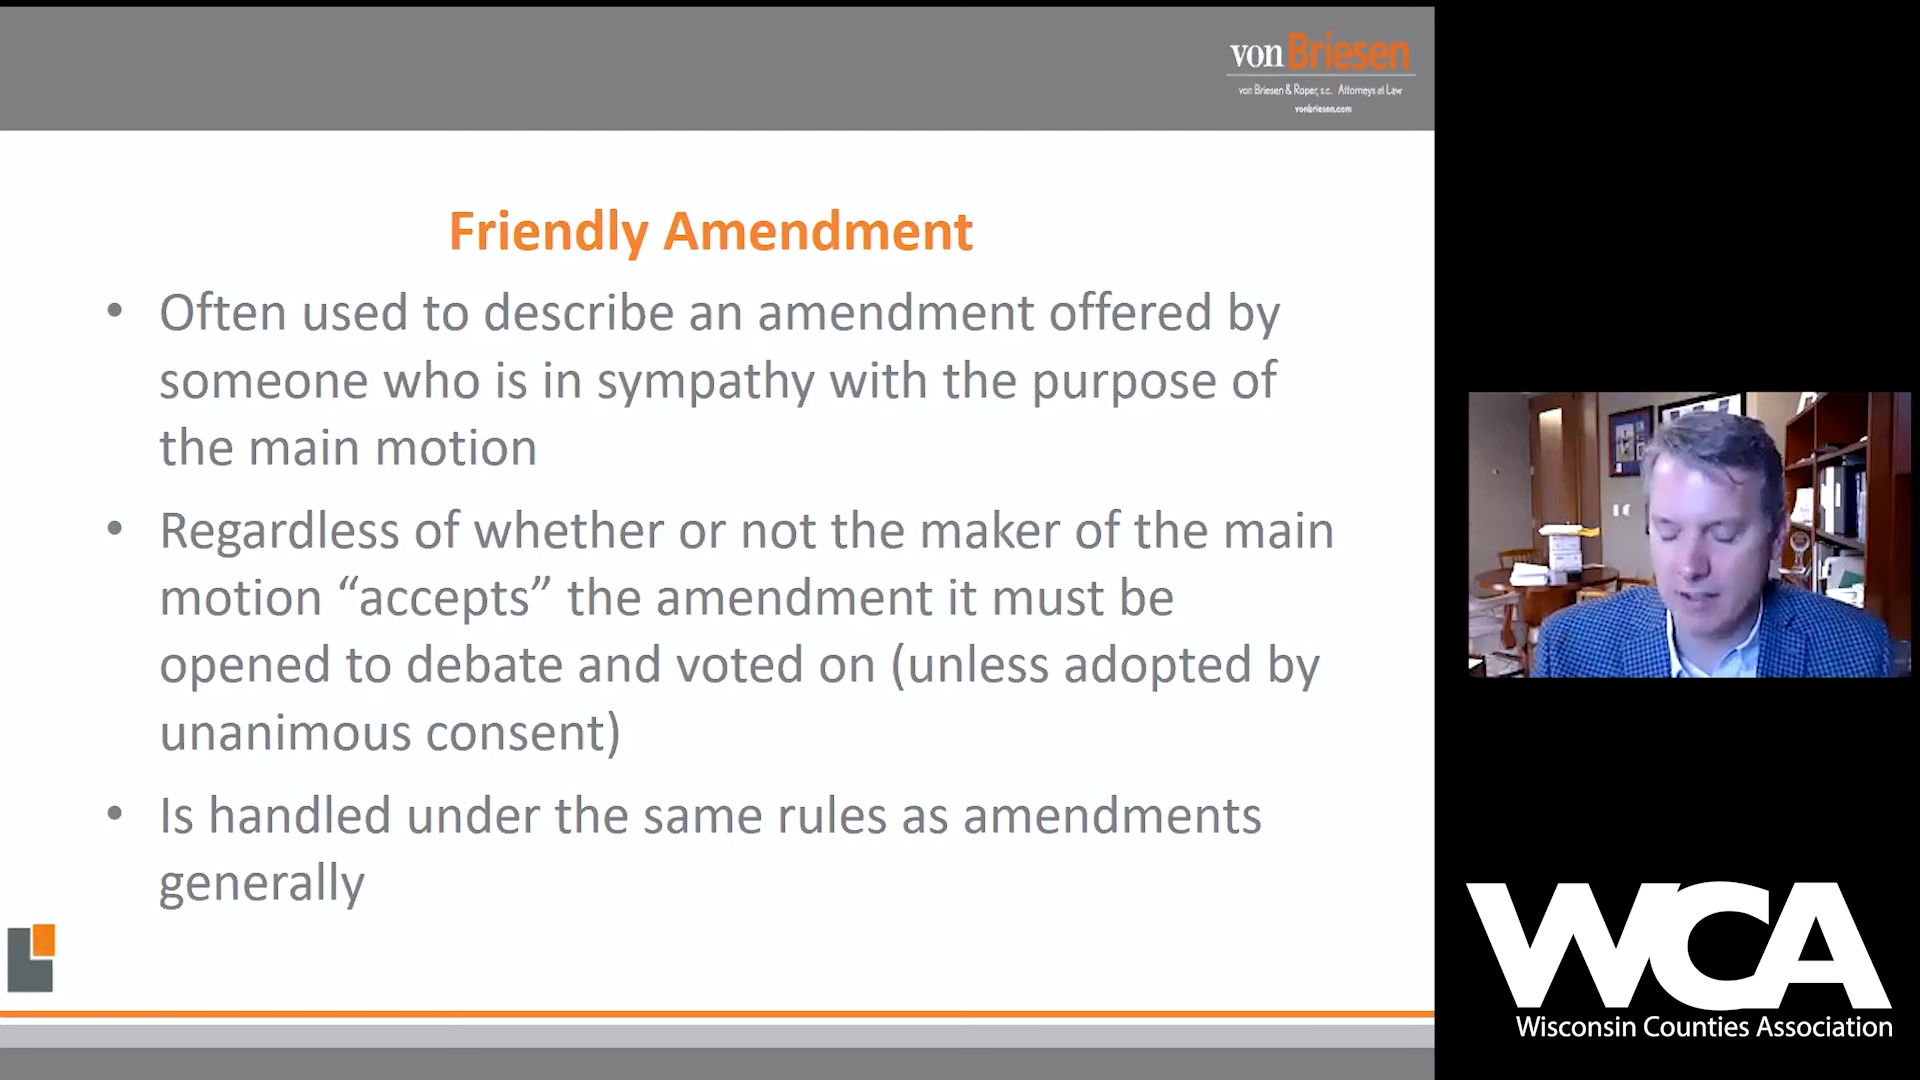 vonBriesen
von Briesen & Roper, s.c. Attorneys at Law
vonbriesen.com
Friendly Amendment
• Often used to describe an amendment offered by
someone who is in sympathy with the purpose of
the main motion
• Regardless of whether or not the maker of the main
motion “accepts” the amendment it must be
opened to debate and voted on (unless adopted by
unanimous consent)
• Is handled under the same rules as amendments
generally
WCA
Wisconsin Counties Association